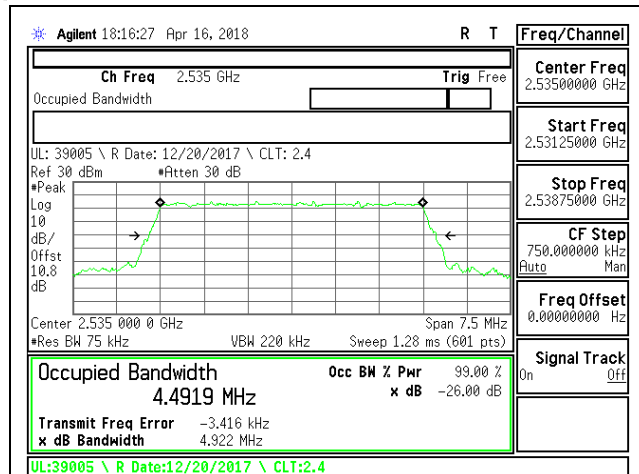 Agilent 18:16:27 Apr 16, 2018 R T
Freq/Channel
Ch Freq 2.535 GHz Trig Free
Occupied Bandwidth
UL: 39005 \ R Date: 12/20/2017 \ CLT: 2.4
Ref 30 dBm #Atten 30 dB
#Peak
Log
10
dB/
Offst
10.8
dB
Center 2.535 000 0 GHz Span 7.5 MHz
#Res BW 75 kHz VBW 220 kHz Sweep 1.28 ms (601 pts)
Occupied Bandwidth Occ BW % Pwr 99.00 %
4.4919 MHz x dB -26.00 dB
Transmit Freq Error -3.416 kHz
x dB Bandwidth 4.922 MHz
UL:39005 \ R Date:12/20/2017 \ CLT:2.4
Center Freq
2.53500000 GHz
Start Freq
2.53125000 GHz
Stop Freq
2.53875000 GHz
CF Step
750.000000 kHz
Auto Man
Freq Offset
0.00000000 Hz
Signal Track
On Off